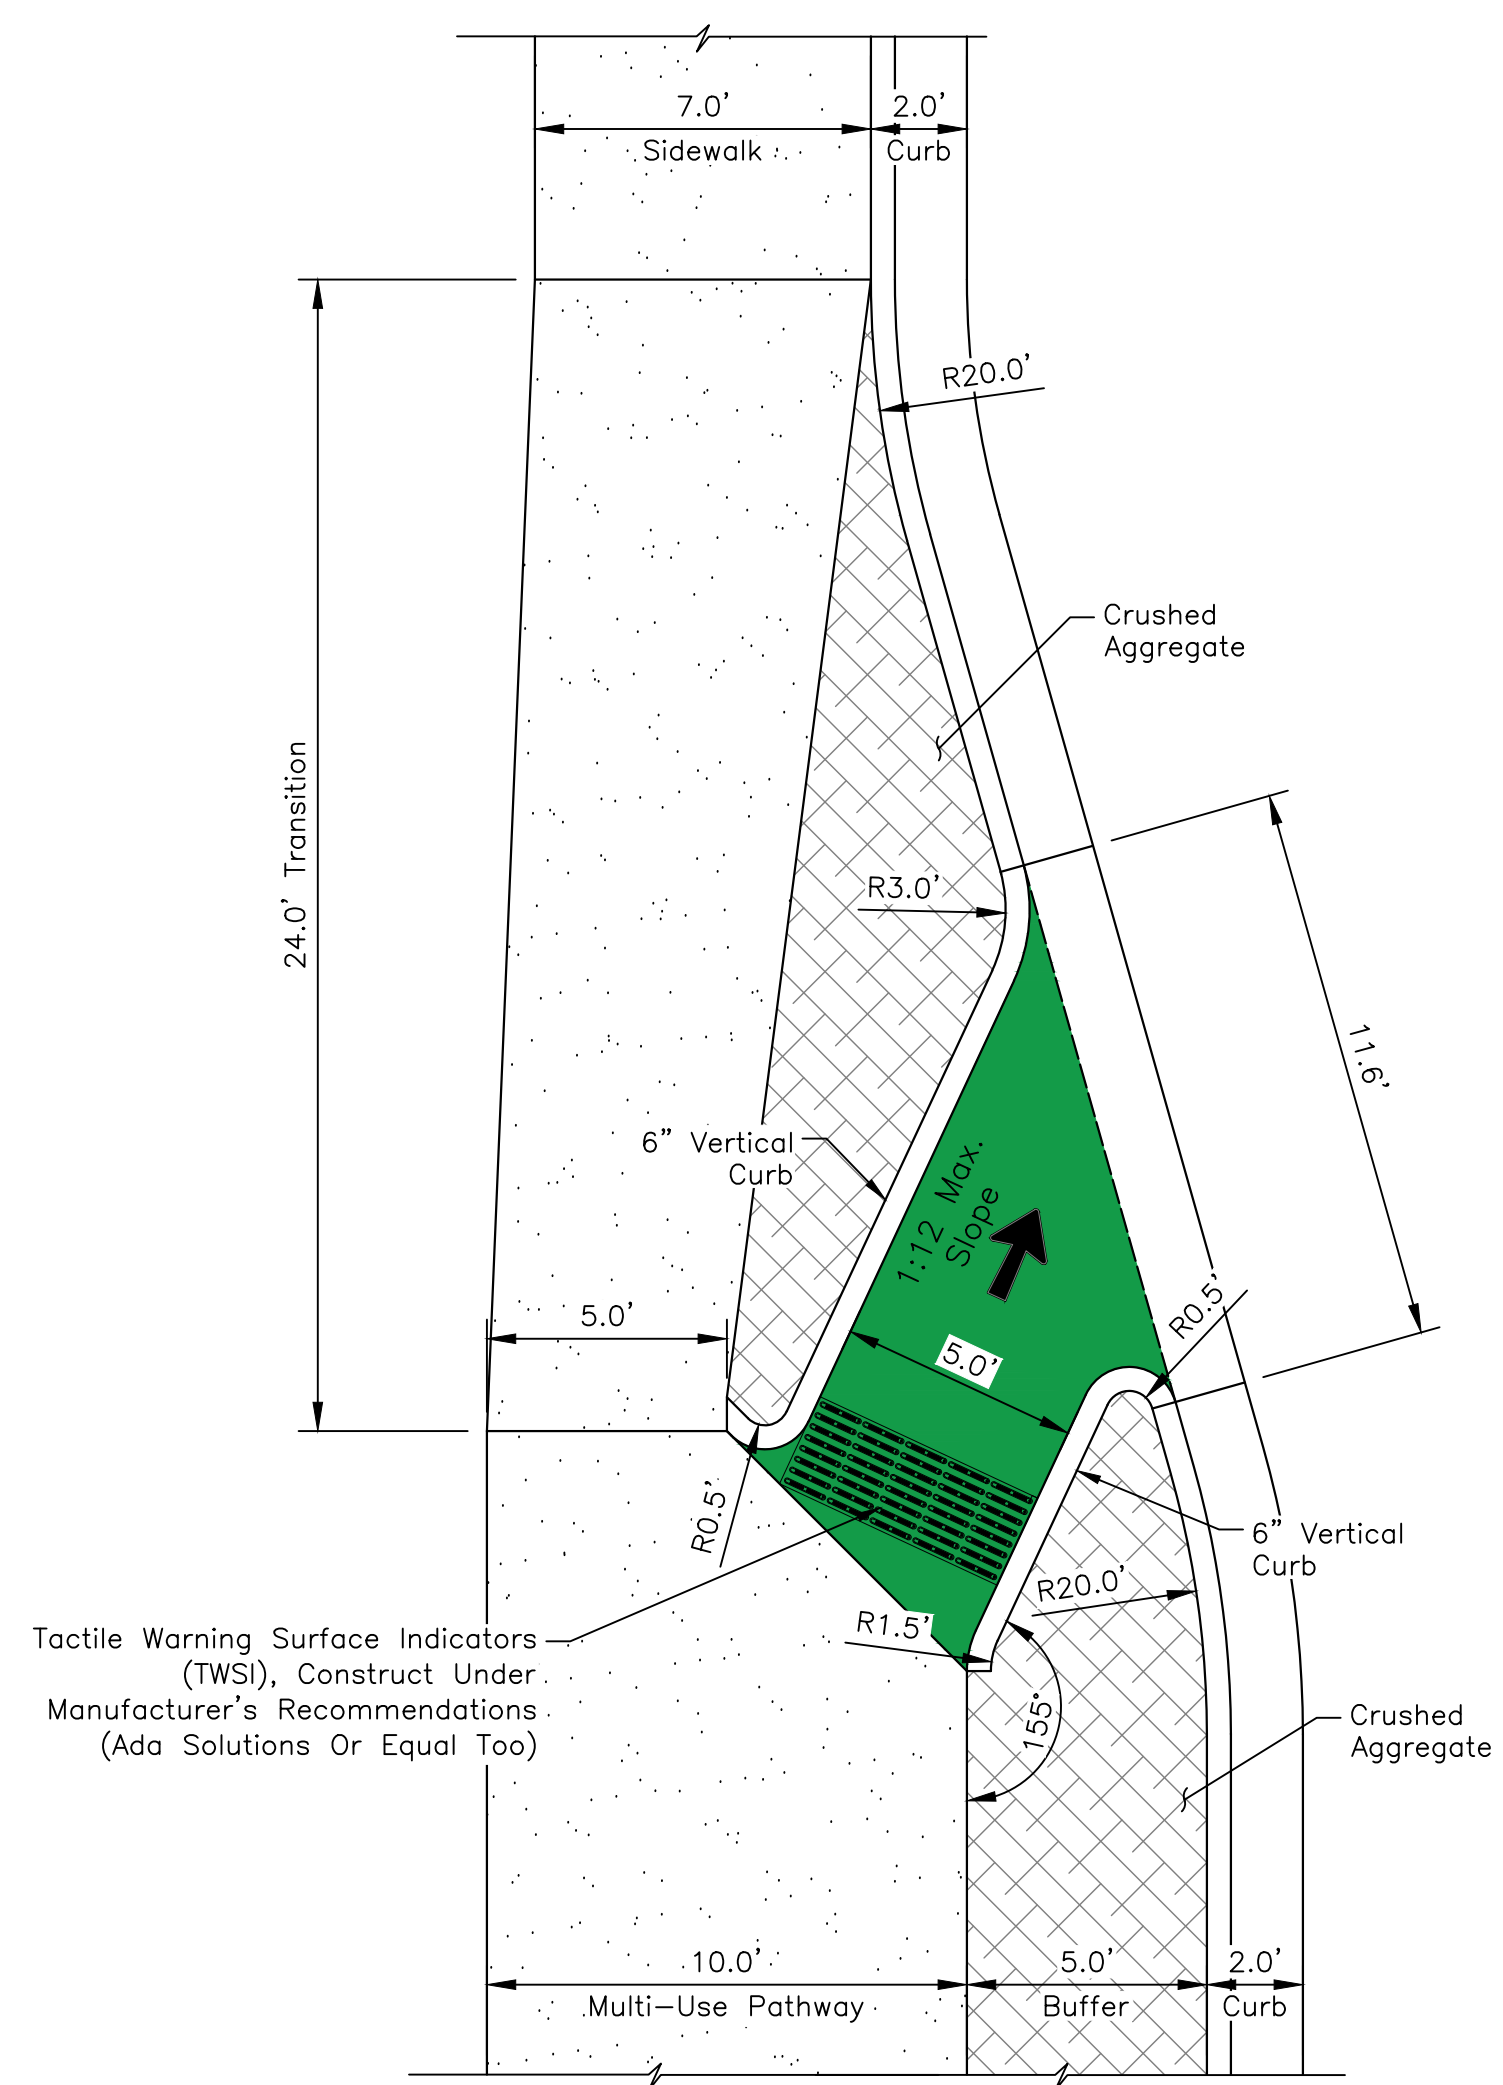 7.0’
2.0’
Sidewalk
Curb
R20.0’
Crushed
Aggregate
24.0’ Transition
R3.0’
11.6’
6” Vertical
Curb
1:12 Max.
Slope
5.0’
5.0’
R0.5’
R0.5’
6” Vertical
Curb
R20.0’
R1.5’
Tactile Warning Surface Indicators
(TWSI), Construct Under
Manufacturer’s Recommendations
(Ada Solutions Or Equal Too)
155°
Crushed
Aggregate
10.0’
5.0’
2.0’
Multi-Use Pathway
Buffer
Curb